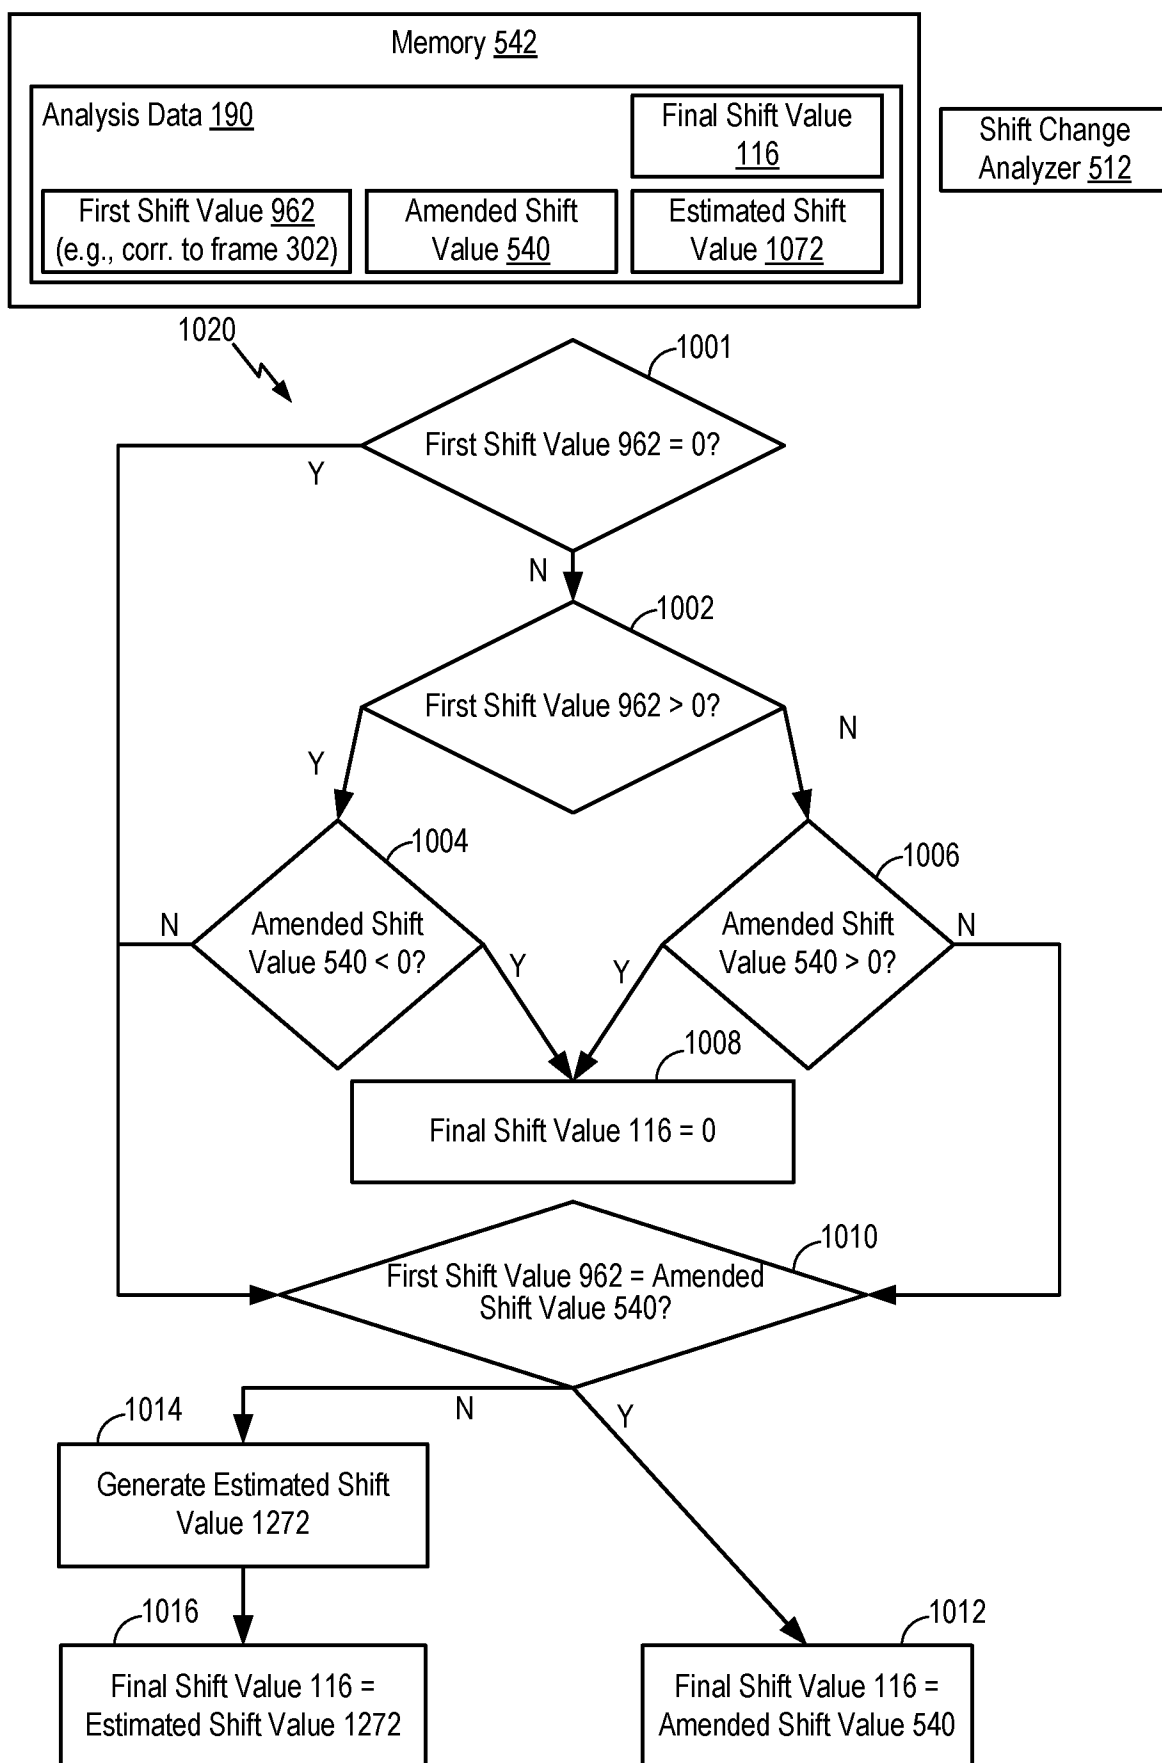 Memory 542
Analysis Data 190
Final Shift Value
116
First Shift Value 962
(e.g., corr. to frame 302)
Amended Shift
Value 540
Estimated Shift
Value 1072
Shift Change
Analyzer 512
1020
1001
First Shift Value 962 = 0?
Y
N
1002
First Shift Value 962 > 0?
Y
N
1004
Amended Shift
Value 540 < 0?
N
Y
1006
Amended Shift
Value 540 > 0?
Y
N
1008
Final Shift Value 116 = 0
1010
First Shift Value 962 = Amended
Shift Value 540?
N
Y
1014
Generate Estimated Shift
Value 1272
1016
Final Shift Value 116 =
Estimated Shift Value 1272
1012
Final Shift Value 116 =
Amended Shift Value 540